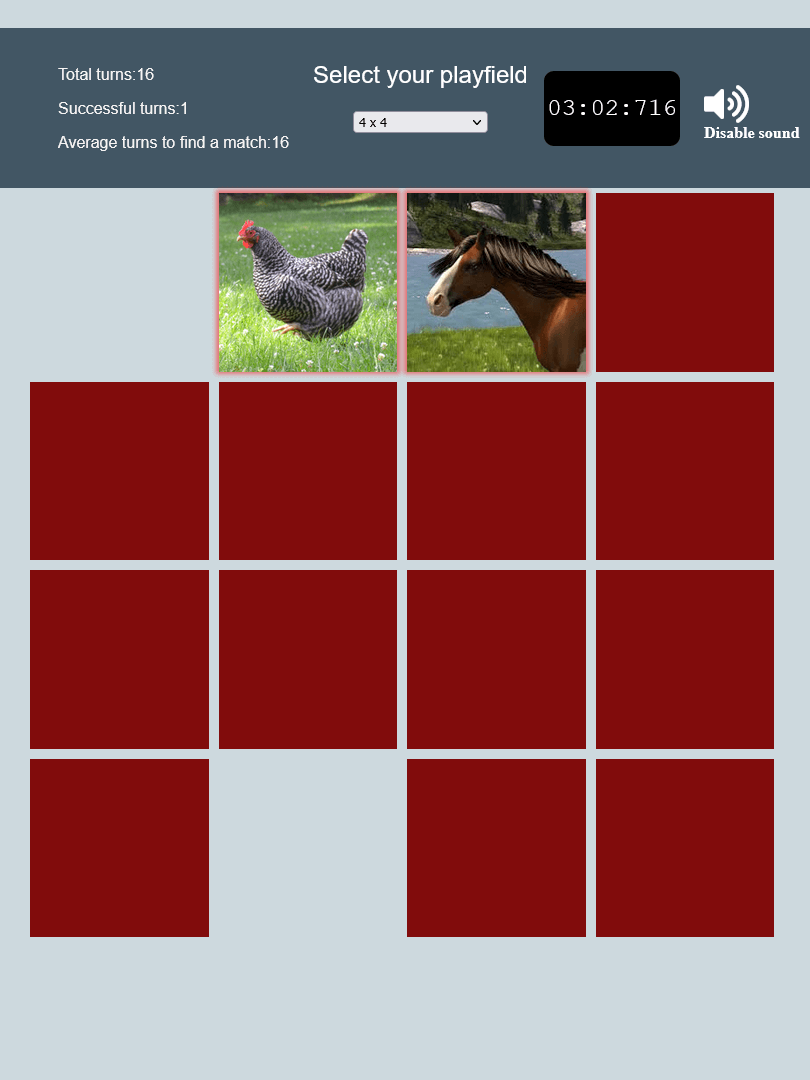 Total turns:16
Successful turns:1
Average turns to find a match:16
Select your playfield
4 x 4
03:02:716
Disable sound